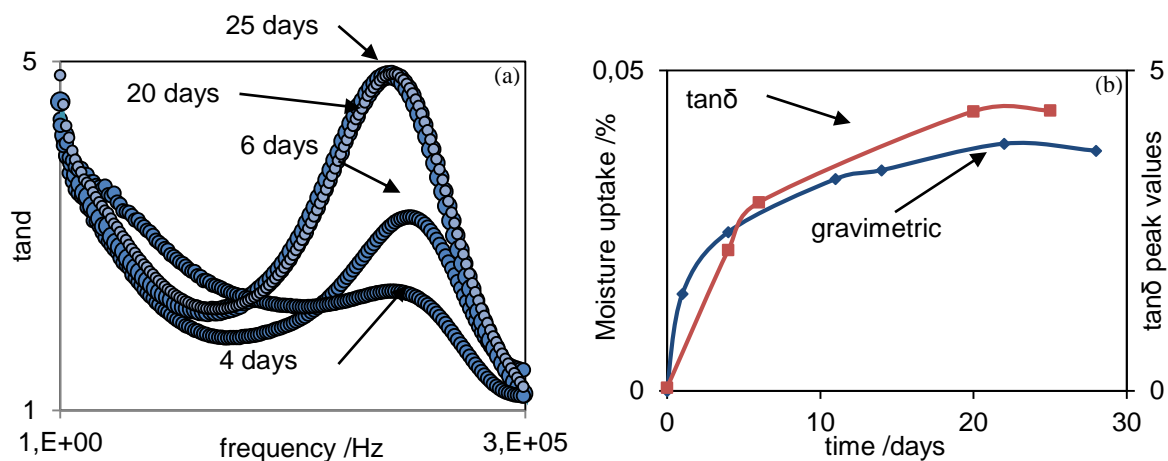 25 days
5
(a)
20 days
6 days
tand
4 days
1
1,E+00
frequency /Hz
3,E+05
0,05
5
(b)
tanδ
Moisture uptake /%
gravimetric
tanδ peak values
0
0
0
10
20
30
time /days